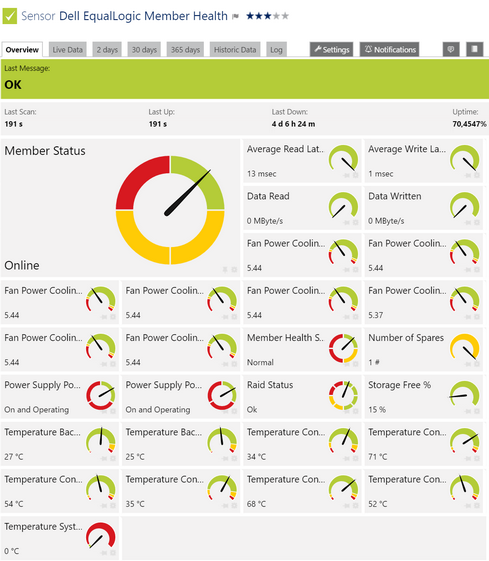 Sensor Dell EqualLogic Member Health
Overview Live Data 2 days 30 days 365 days Historic Data Log Settings Notifications
Last Message:
OK
Last Scan: Last Up: Last Down: Uptime:
191 s 191 s 4 d 6 h 24 m 70,4547%
Member Status
Online
Average Read Lat... Average Write La...
13 msec 1 msec
Data Read Data Written
0 MByte/s 0 MByte/s
Fan Power Coolin... Fan Power Coolin...
5.44 5.44
Fan Power Coolin... Fan Power Coolin... Fan Power Coolin... Fan Power Coolin...
5.44 5.44 5.44 5.37
Fan Power Coolin... Fan Power Coolin... Member Health S... Number of Spares
5.44 5.44 Normal 1 #
Power Supply Po... Power Supply Po... Raid Status Storage Free %
On and Operating On and Operating Ok 15 %
Temperature Bac... Temperature Bac... Temperature Con... Temperature Con...
27 °C 25 °C 34 °C 71 °C
Temperature Con... Temperature Con... Temperature Con... Temperature Con...
54 °C 35 °C 68 °C 52 °C
Temperature Syst...
0 °C